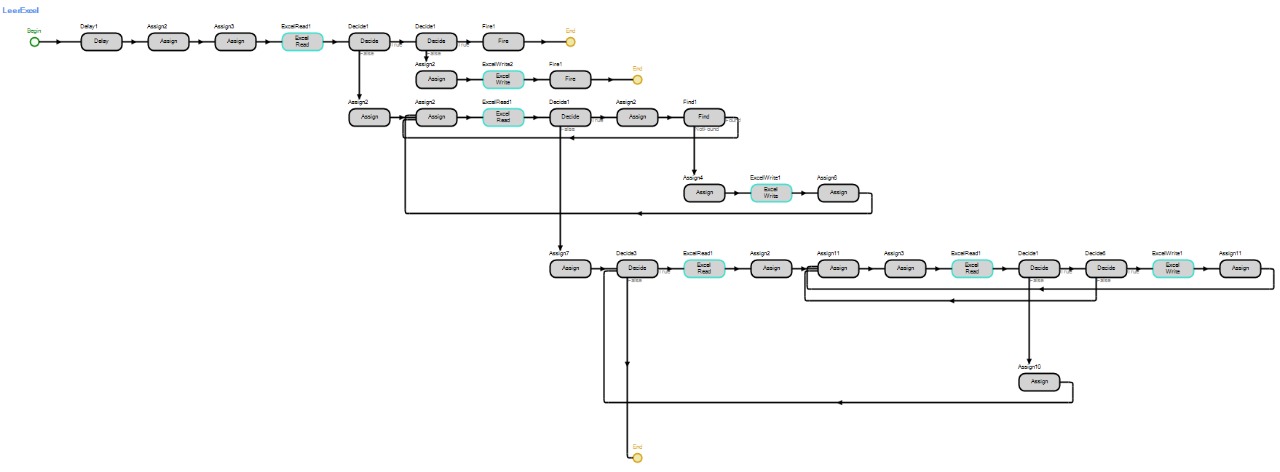 LeerExcel
Begin
Delay1 Assign2 Assign3 ExcelRead1 Decide1 Decide1 Fire1 End
Delay Assign Assign Excel Read Decide True Decide True Fire
False False
Assign2 ExcelWrite2 Fire1 End
Assign Excel Write Fire
Assign2 Assign2 ExcelRead1 Decide1 Assign2 Find1
Assign Assign Excel Read Decide True Assign Find Found
False NotFound
Assign4 ExcelWrite1 Assign6
Assign Excel Write Assign
Assign7 Decide3 ExcelRead1 Assign2 Assign11 Assign3 ExcelRead1 Decide1 Decide6 ExcelWrite1 Assign11
Assign Decide True Excel Read Assign Assign Assign Excel Read Decide True Decide True Excel Write Assign
False False False
Assign10
Assign
End